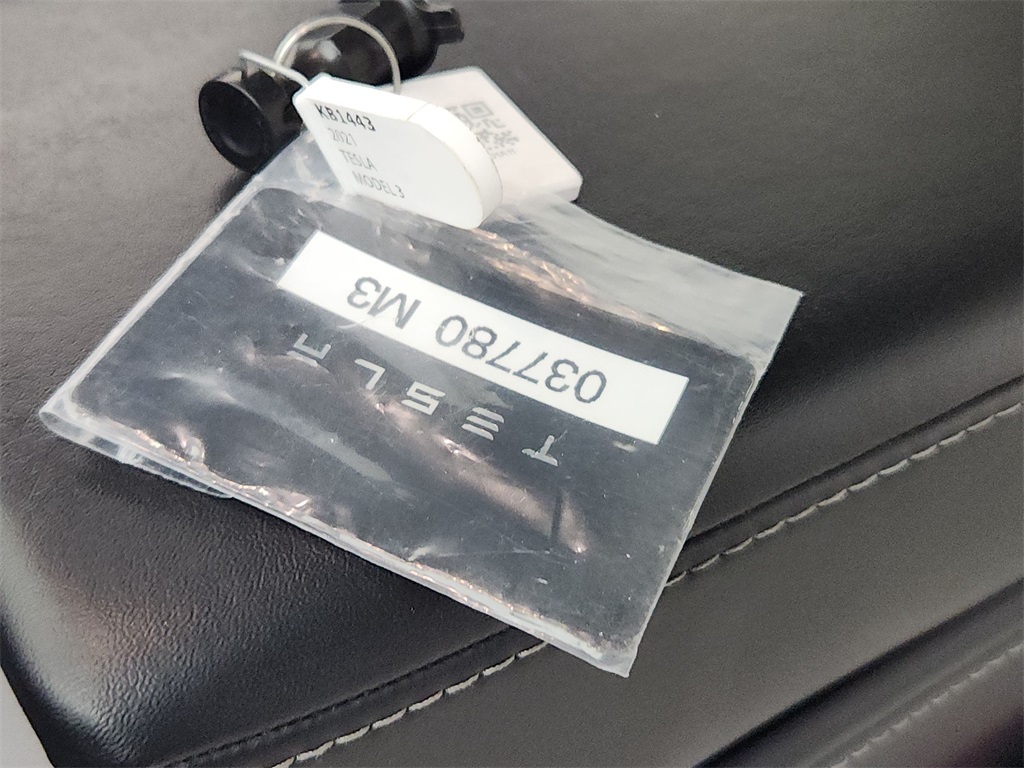 KB1443
2021
TESLA
MODEL3
037780 M3
TESLA